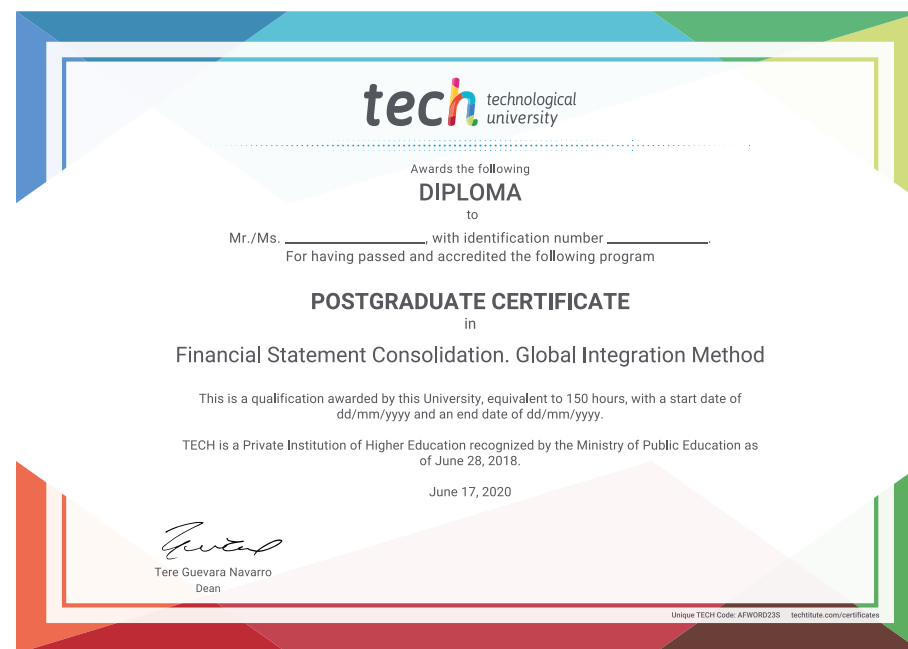 tech technological
university
Awards the following
DIPLOMA
to
Mr./Ms. ____________________, with identification number ______________.
For having passed and accredited the following program
POSTGRADUATE CERTIFICATE
in
Financial Statement Consolidation. Global Integration Method
This is a qualification awarded by this University, equivalent to 150 hours, with a start date of
dd/mm/yyyy and an end date of dd/mm/yyyy.
TECH is a Private Institution of Higher Education recognized by the Ministry of Public Education as
of June 28, 2018.
June 17, 2020
Tere Guevara Navarro
Dean
Unique TECH Code: AFWORD23S techtitute.com/certificates